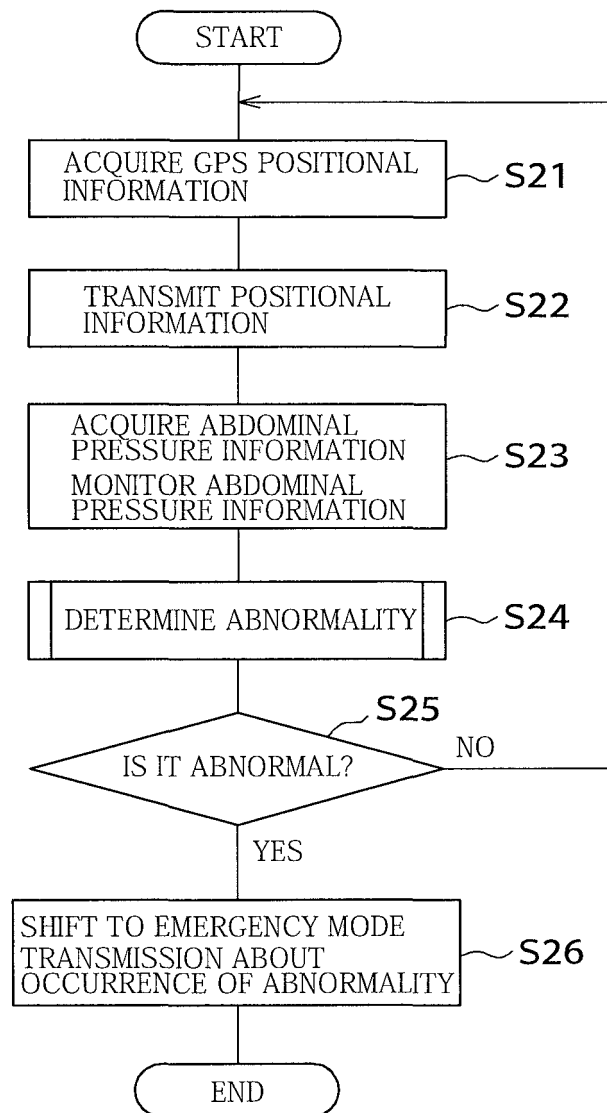 START
ACQUIRE GPS POSITIONAL
INFORMATION
S21
TRANSMIT POSITIONAL
INFORMATION
S22
ACQUIRE ABDOMINAL
PRESSURE INFORMATION
MONITOR ABDOMINAL
PRESSURE INFORMATION
S23
DETERMINE ABNORMALITY
S24
S25
IS IT ABNORMAL?
NO
YES
SHIFT TO EMERGENCY MODE
TRANSMISSION ABOUT
OCCURRENCE OF ABNORMALITY
S26
END